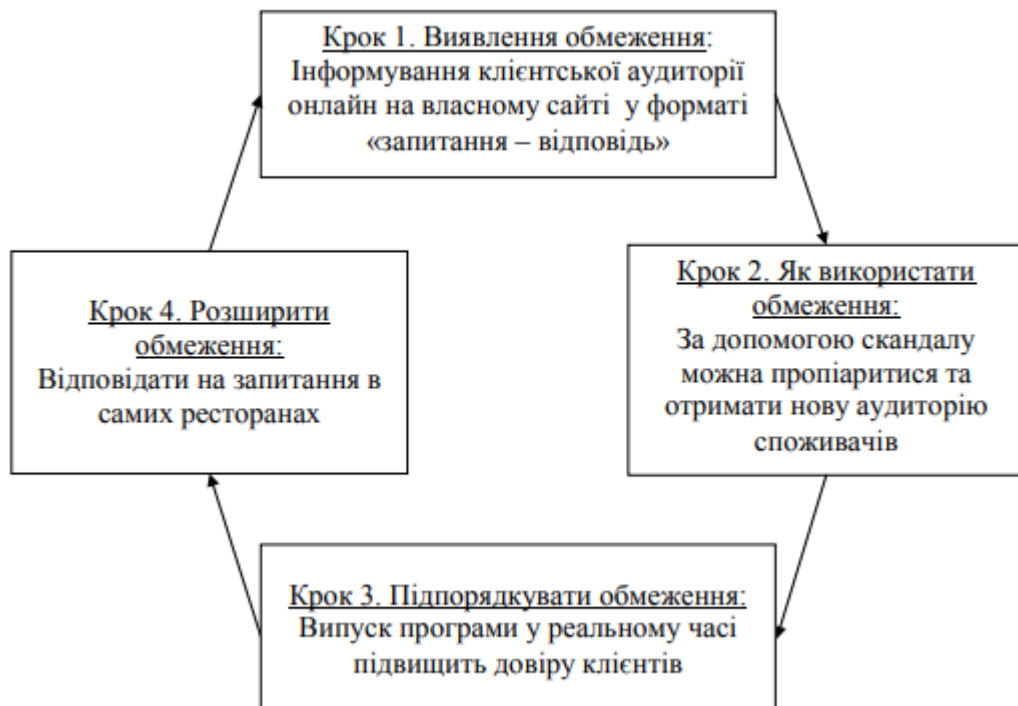 Крок 1. Виявлення обмеження:
Інформування клієнтської аудиторії
онлайн на власному сайті у форматі
«запитання – відповідь»
Крок 2. Як використати
обмеження:
За допомогою скандалу
можна пропіаритися та
отримати нову аудиторію
споживачів
Крок 3. Підпорядкувати обмеження:
Випуск програми у реальному часі
підвищить довіру клієнтів
Крок 4. Розширити
обмеження:
Відповідати на запитання в
самих ресторанах